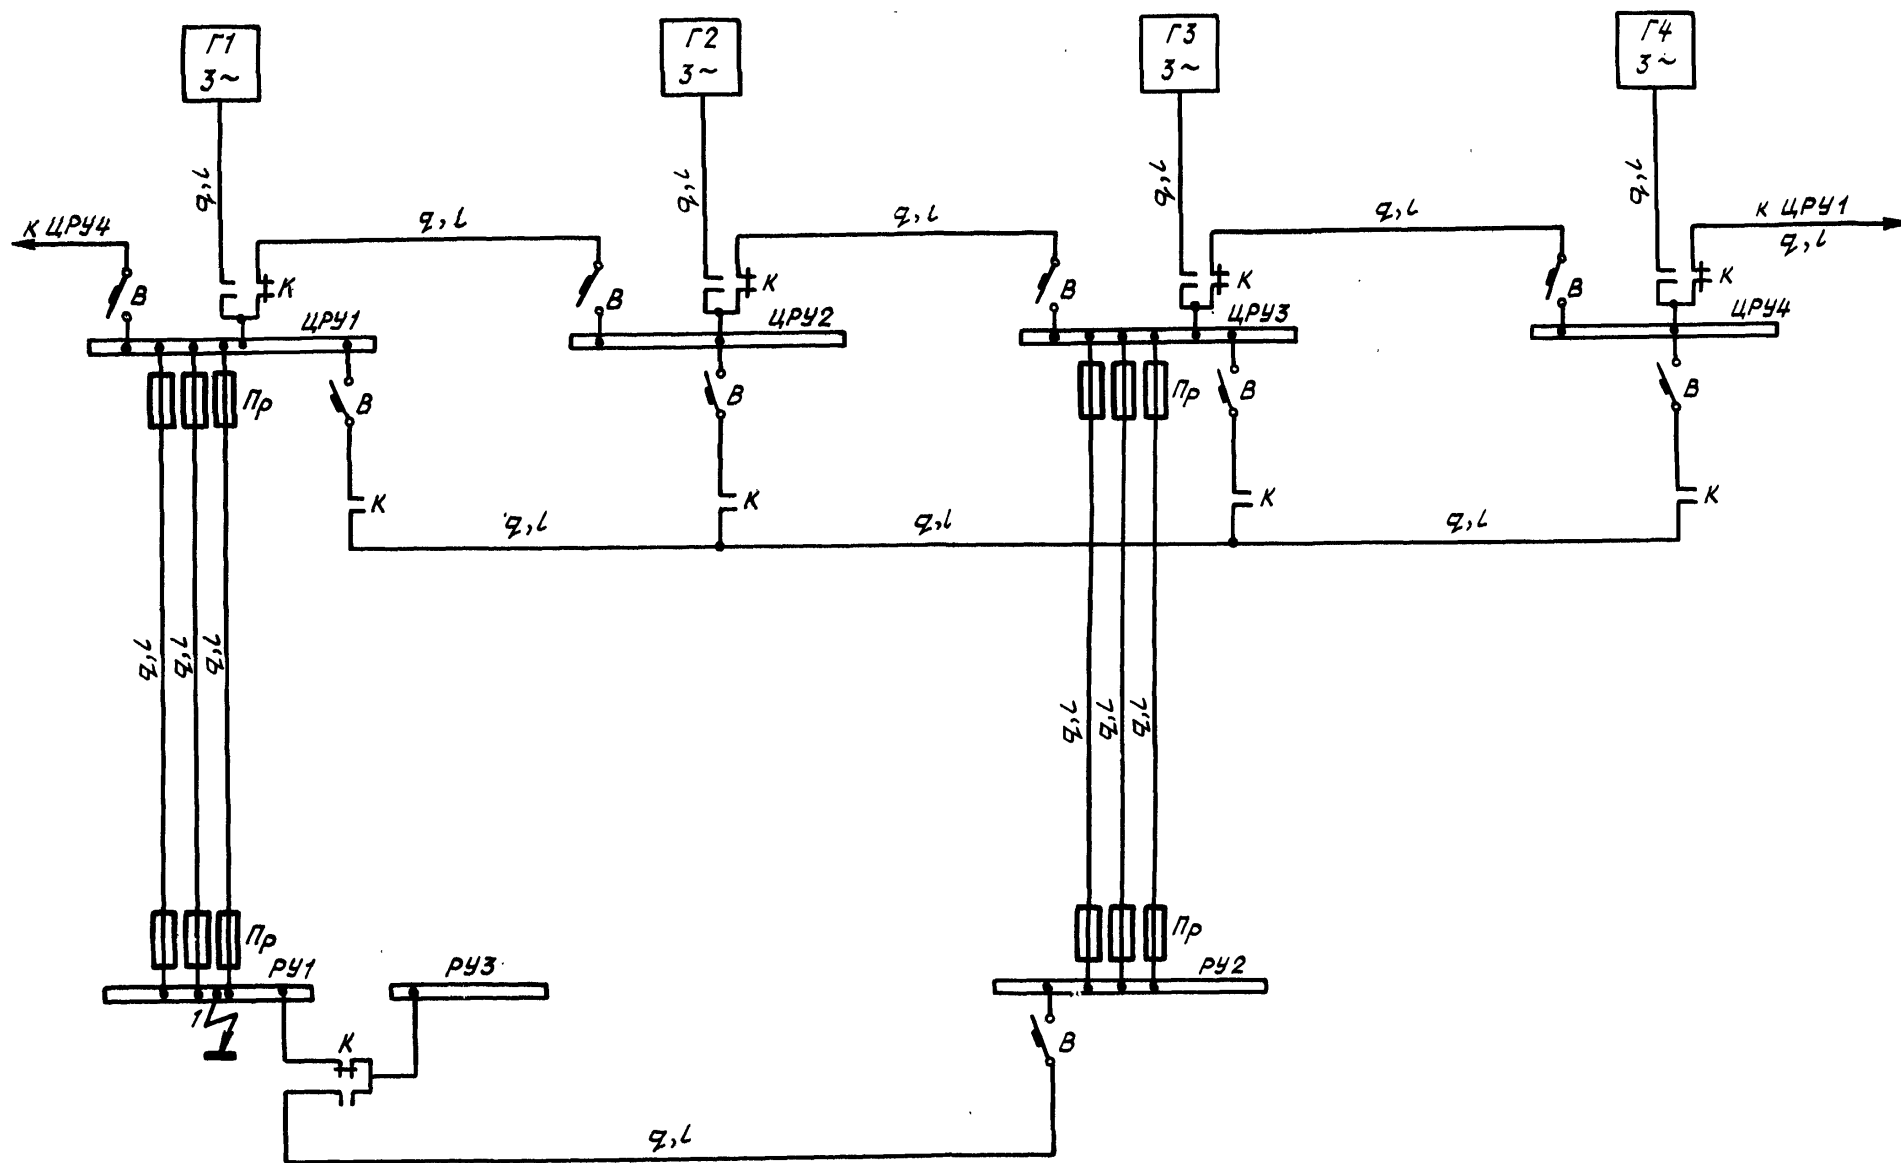 Г1
3~
Г2
3~
Г3
3~
Г4
3~
q,l
q,l
q,l
q,l
к ЦРУ4
q,l
q,l
q,l
к ЦРУ1
q,l
В
К
В
К
В
К
В
К
ЦРУ1
ЦРУ2
ЦРУ3
ЦРУ4
Пр
В
В
Пр
В
В
К
К
К
К
q,l
q,l
q,l
q,l
q,l
q,l
q,l
q,l
q,l
Пр
Пр
РУ1
РУ3
РУ2
1
К
В
q,l